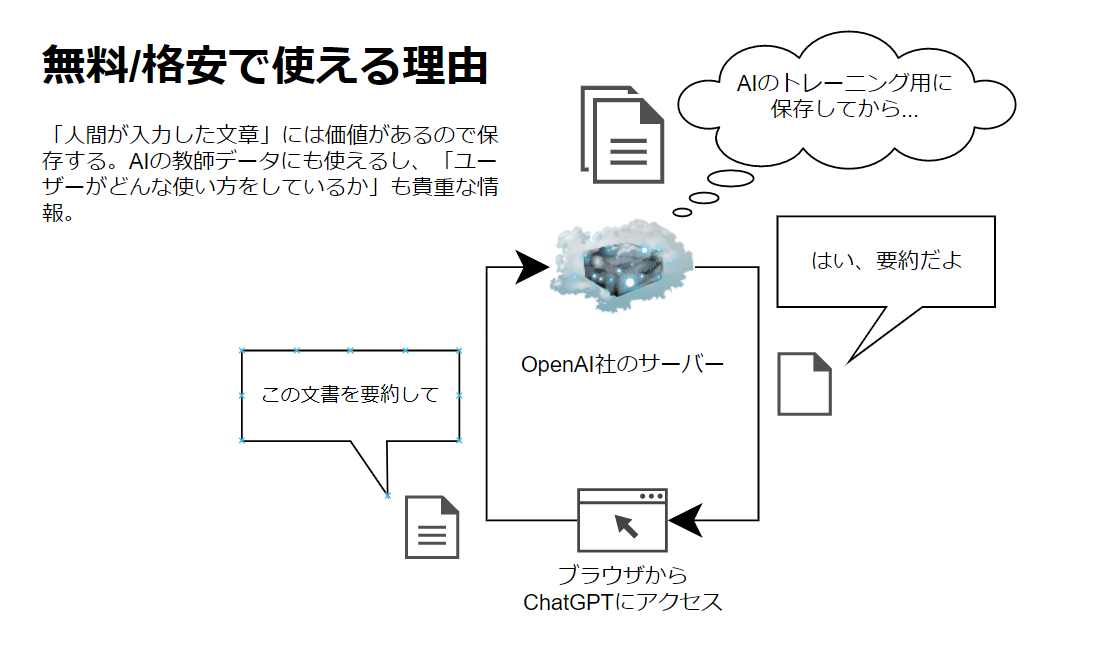 無料/格安で使える理由
「人間が入力した文章」には価値があるので保
存する。AIの教師データにも使えるし、「ユー
ザーがどんな使い方をしているか」も貴重な情
報。
AIのトレーニング用に
保存してから...
はい、要約だよ
OpenAI社のサーバー
この文書を要約して
ブラウザから
ChatGPTにアクセス